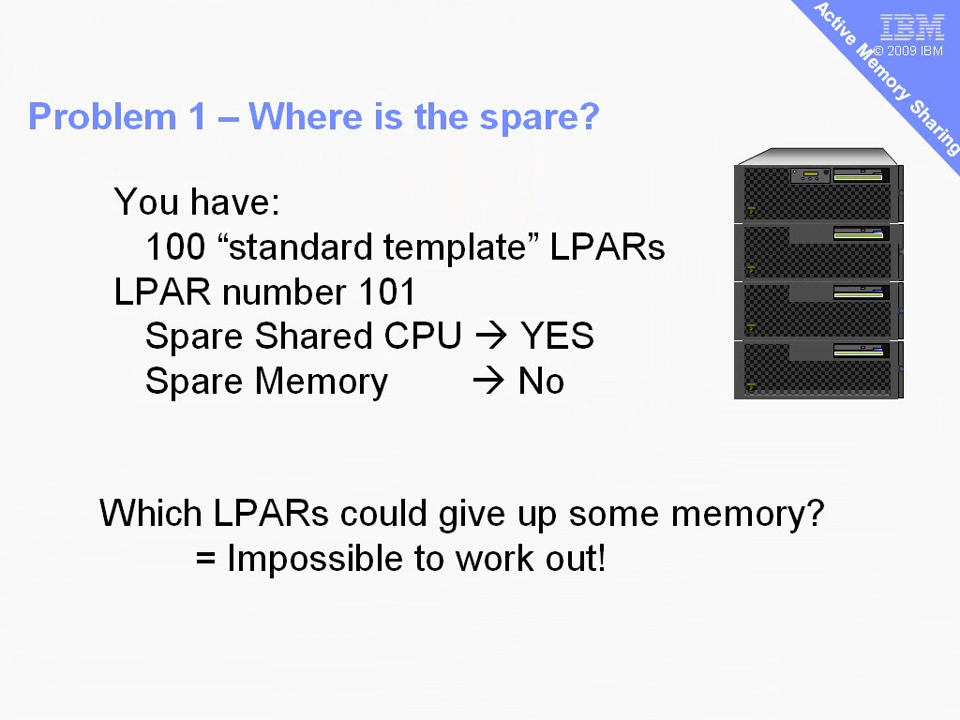 Active Memory Sharing
IBM
© 2009 IBM
Problem 1 – Where is the spare?
You have:
100 “standard template” LPARs
LPAR number 101
Spare Shared CPU → YES
Spare Memory → No
Which LPARs could give up some memory?
= Impossible to work out!